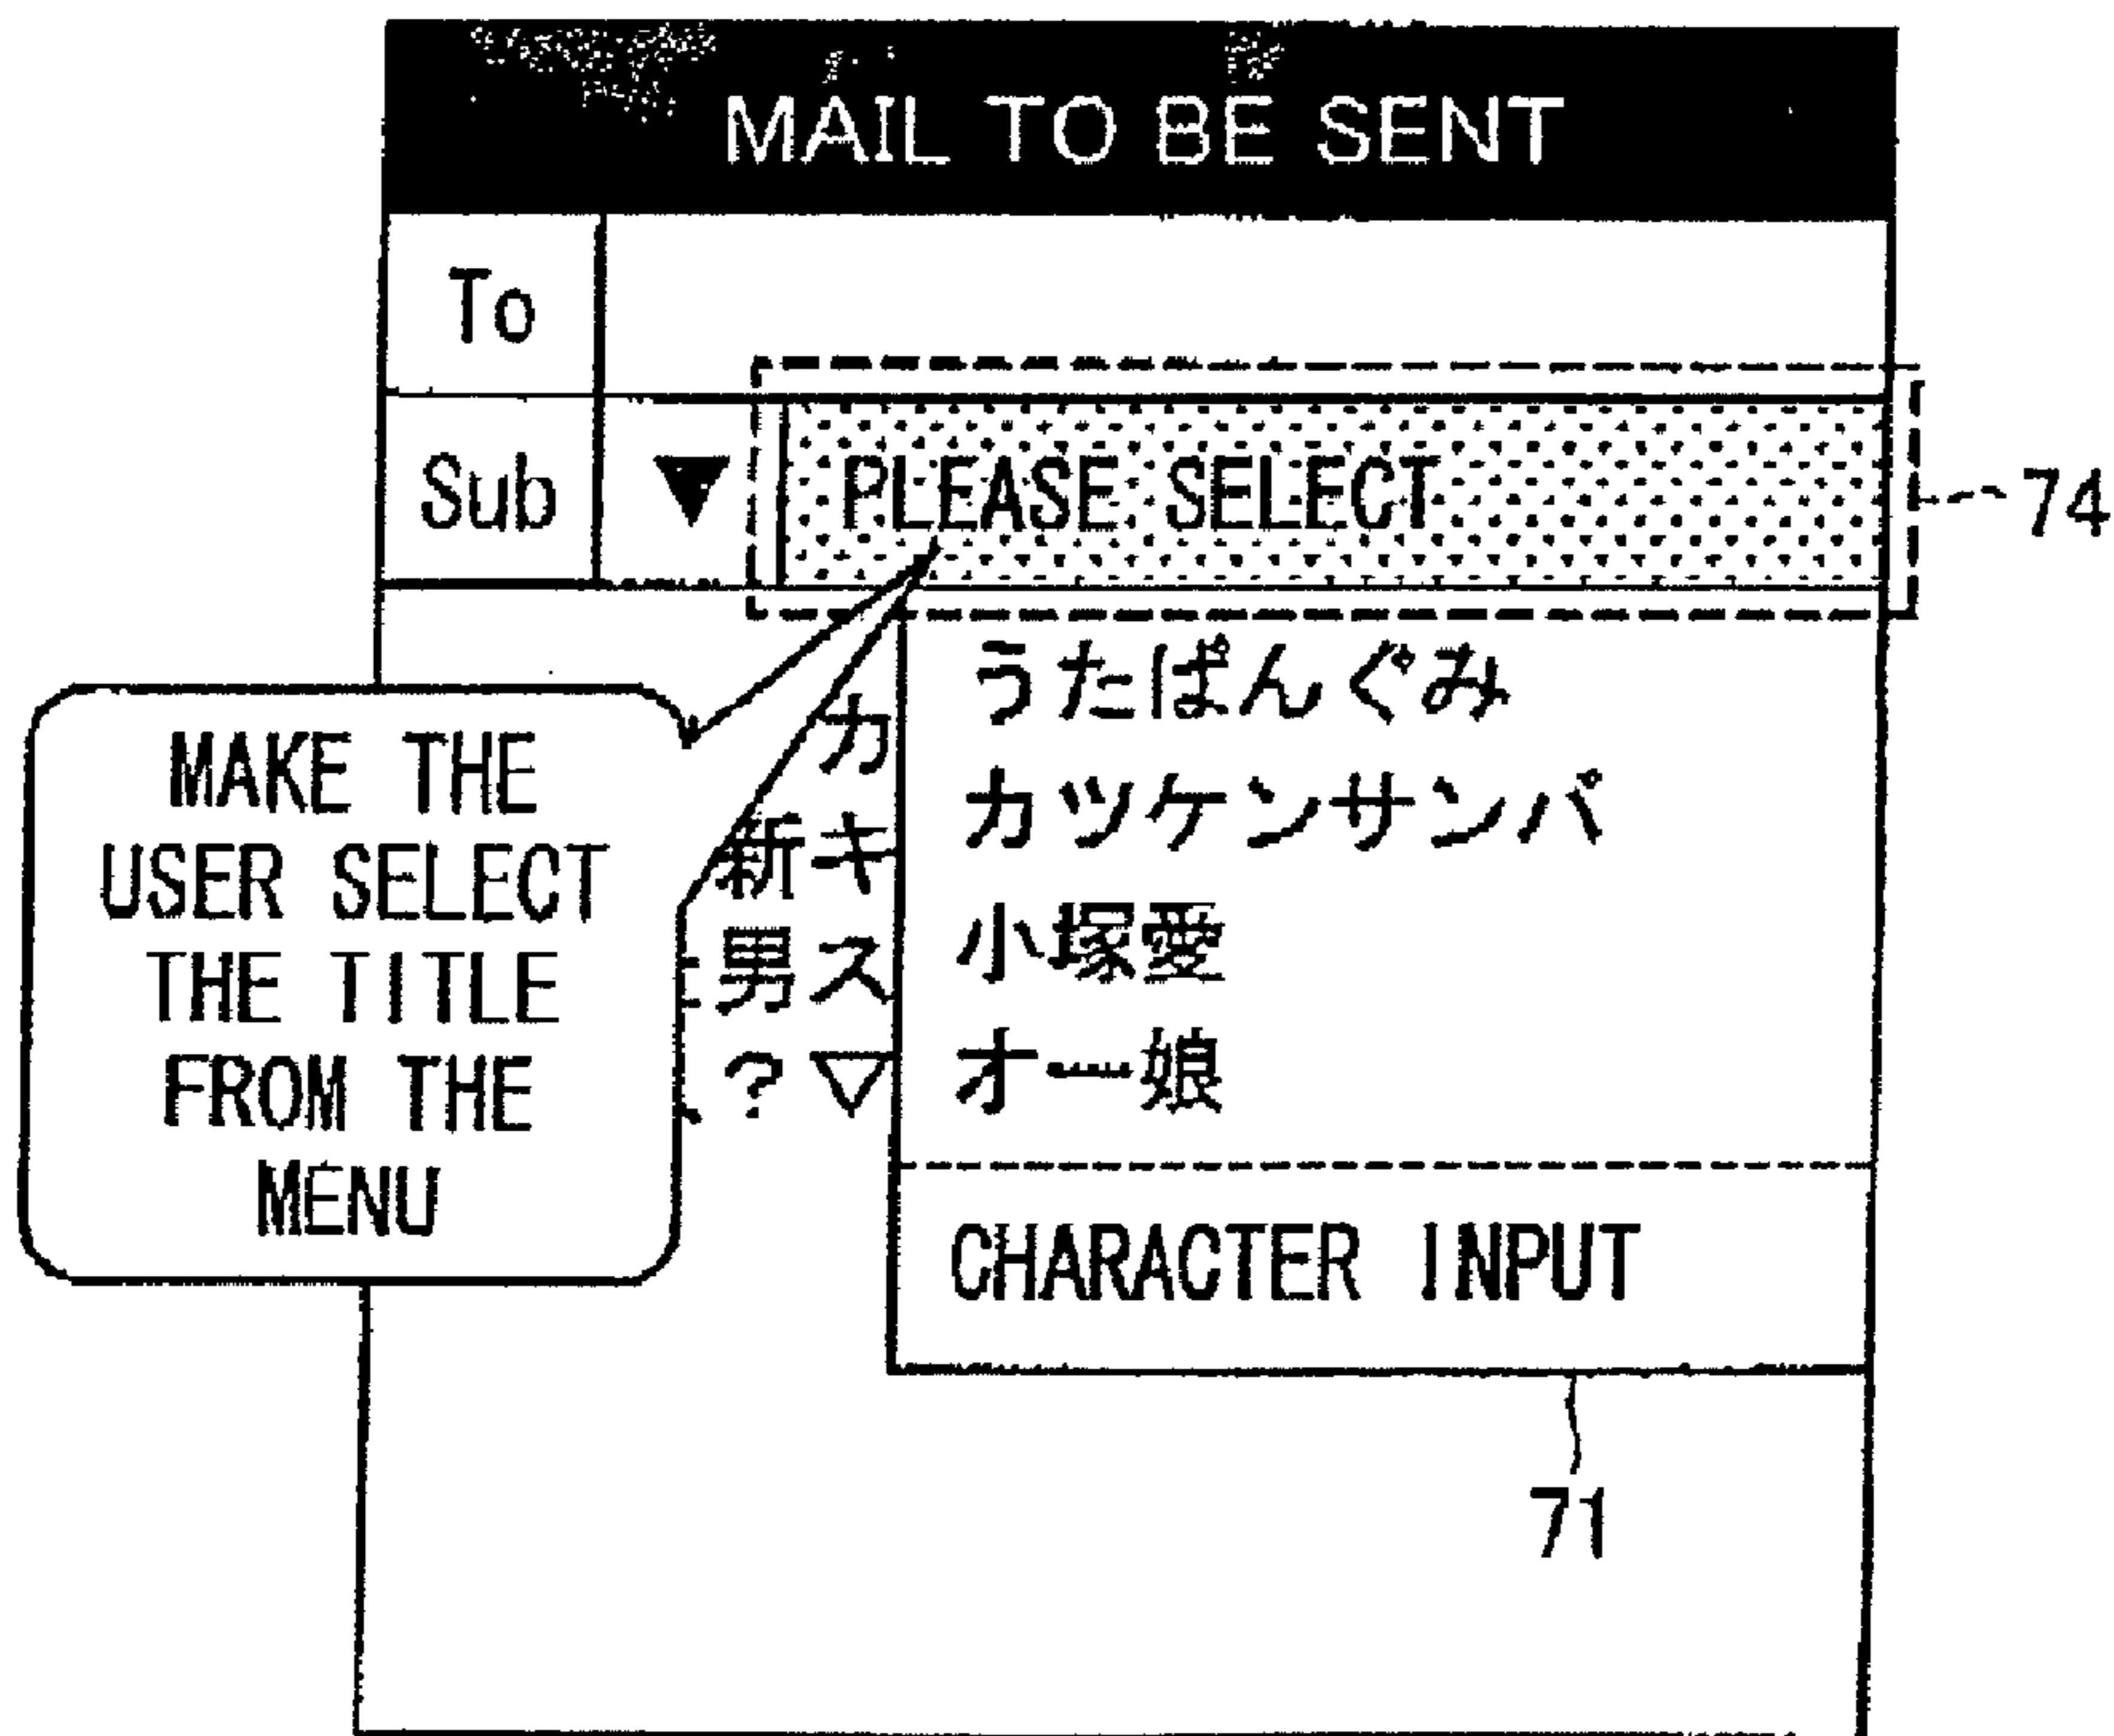 MAIL TO BE SENT
To
Sub ▼ PLEASE SELECT
74
MAKE THE
USER SELECT
THE TITLE
FROM THE
MENU
カ
新キ
男ス
?▽
うたぱんぐみ
カツケンサンバ
小塚愛
オー娘
CHARACTER INPUT
71